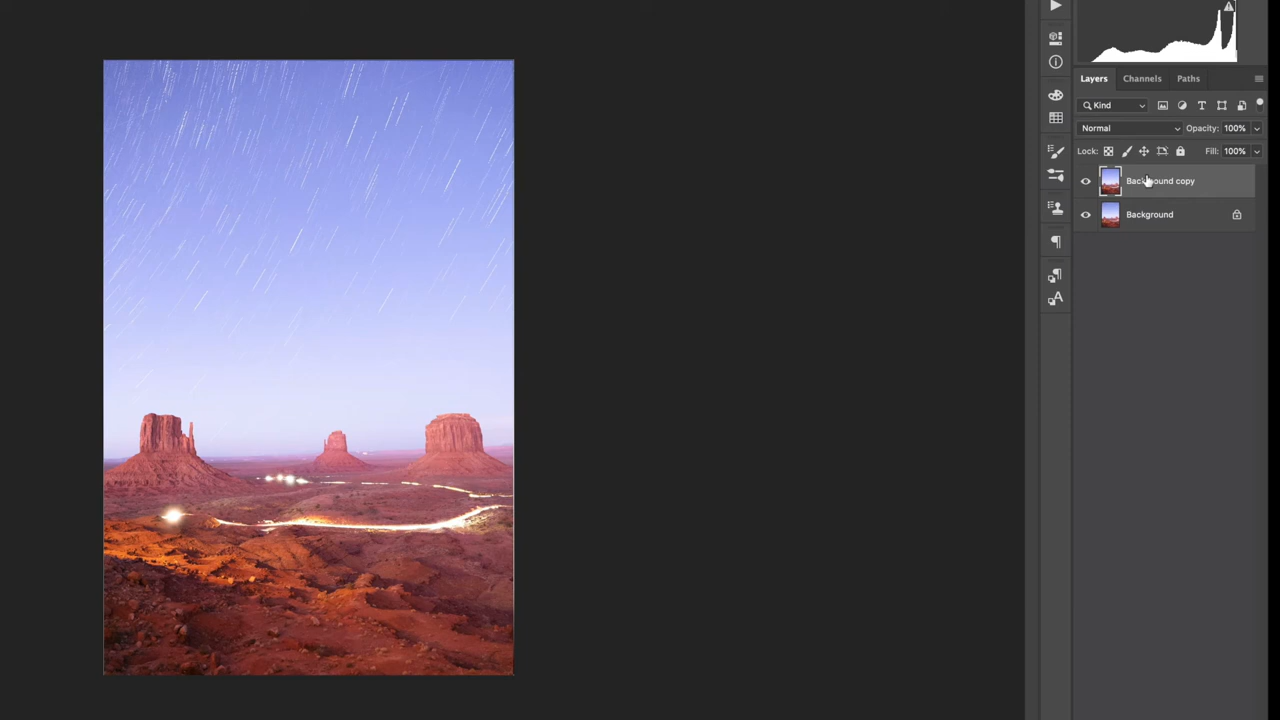 Layers Channels Paths
Kind
Normal Opacity: 100%
Lock: Fill: 100%
Background copy
Background